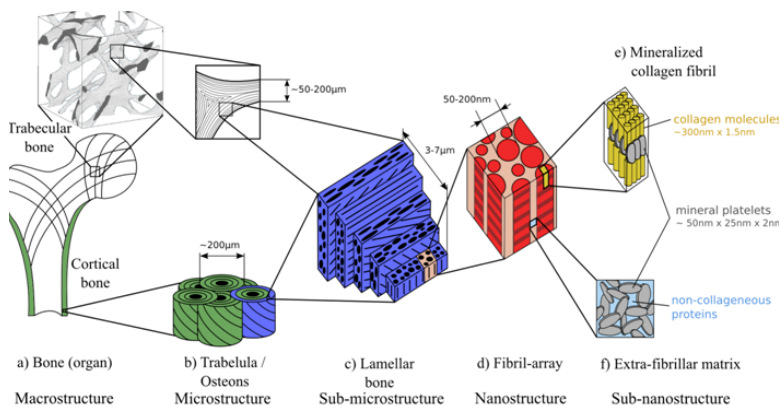 e) Mineralized
collagen fibril
~50-200µm
50-200nm
collagen molecules
~300nm x 1.5nm
Trabecular
bone
3-7µm
mineral platelets
~ 50nm x 25nm x 2nm
~200µm
Cortical
bone
non-collageneous
proteins
a) Bone (organ)
b) Trabelula /
Osteons
c) Lamellar
bone
d) Fibril-array
f) Extra-fibrillar matrix
Macrostructure
Microstructure
Sub-microstructure
Nanostructure
Sub-nanostructure